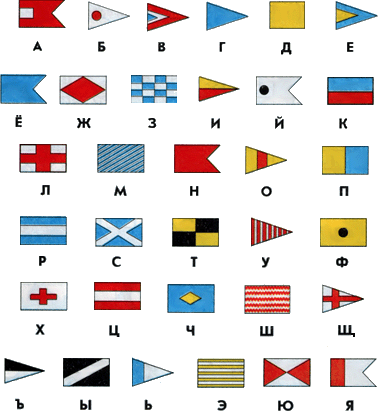 А Б В Г Д Е
Ё Ж З И Й К
Л М Н О П
Р С Т У Ф
Х Ц Ч Ш Щ
Ъ Ы Ь Э Ю Я